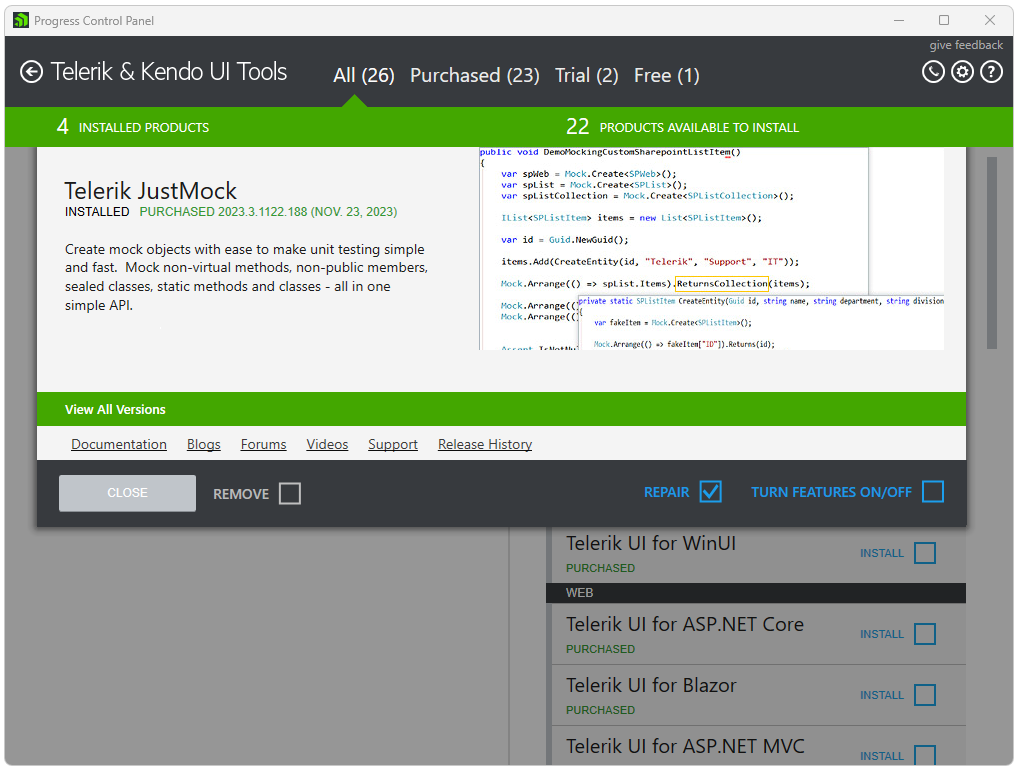 Progress Control Panel
give feedback
Telerik & Kendo UI Tools
All (26) Purchased (23) Trial (2) Free (1)
4 INSTALLED PRODUCTS
22 PRODUCTS AVAILABLE TO INSTALL
Telerik JustMock
INSTALLED PURCHASED 2023.3.1122.188 (NOV. 23, 2023)
Create mock objects with ease to make unit testing simple
and fast. Mock non-virtual methods, non-public members,
sealed classes, static methods and classes - all in one
simple API.
public void DemoMockingCustomSharepointListItem()
{
var spWeb = Mock.Create<SPWeb>();
var spList = Mock.Create<SPList>();
var spListCollection = Mock.Create<SPListCollection>();
IList<SPListItem> items = new List<SPListItem>();
var id = Guid.NewGuid();
items.Add(CreateEntity(id, "Telerik", "Support", "IT"));
Mock.Arrange(() => spList.Items).ReturnsCollection(items);
Mock.Arrange((
Mock.Arrange((
private static SPListItem CreateEntity(Guid id, string name, string department, string division
{
var fakeItem = Mock.Create<SPListItem>();
Mock.Arrange(() => fakeItem["ID"]).Returns(id);
View All Versions
Documentation Blogs Forums Videos Support Release History
CLOSE REMOVE REPAIR TURN FEATURES ON/OFF
Telerik UI for WinUI
PURCHASED
INSTALL
WEB
Telerik UI for ASP.NET Core
PURCHASED
INSTALL
Telerik UI for Blazor
PURCHASED
INSTALL
Telerik UI for ASP.NET MVC
INSTALL